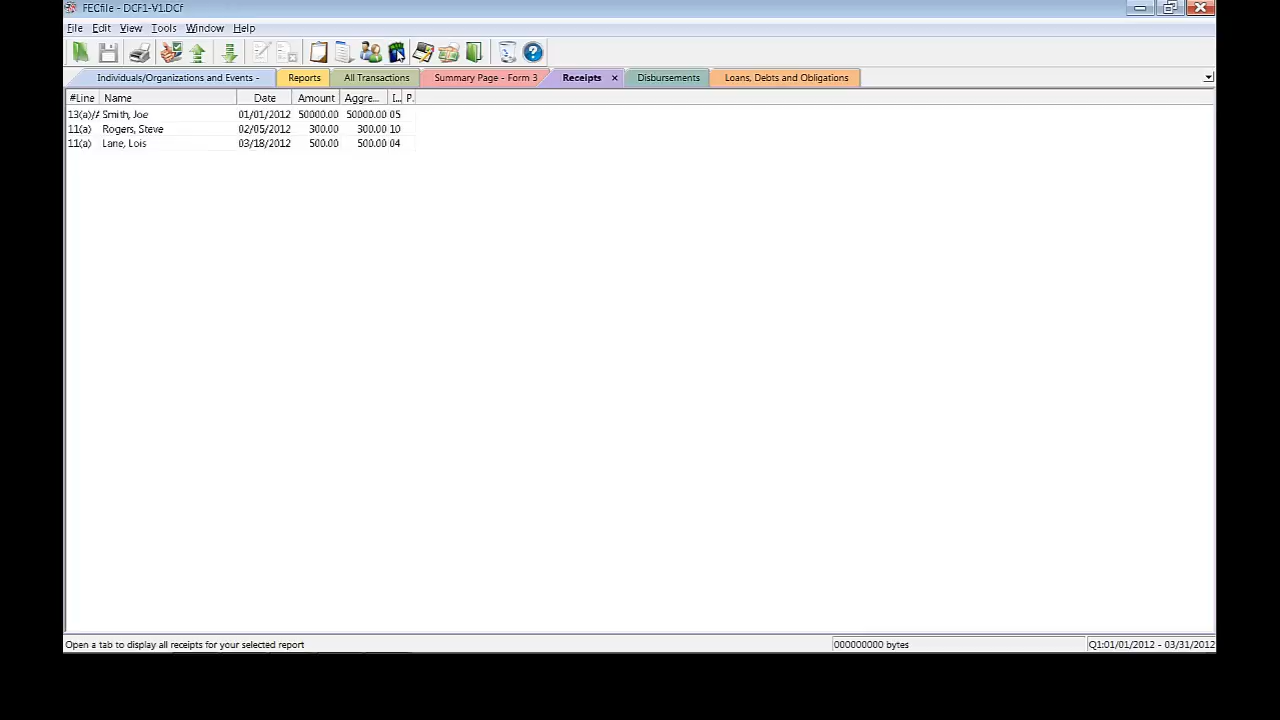 FECfile - DCF1-V1.DCf
File Edit View Tools Window Help
Individuals/Organizations and Events - Reports All Transactions Summary Page - Form 3 Receipts x Disbursements Loans, Debts and Obligations
#Line Name Date Amount Aggre... I... P.
13(a)/A Smith, Joe 01/01/2012 50000.00 50000.00 05
11(a) Rogers, Steve 02/05/2012 300.00 300.00 10
11(a) Lane, Lois 03/18/2012 500.00 500.00 04
Open a tab to display all receipts for your selected report 000000000 bytes Q1:01/01/2012 - 03/31/2012